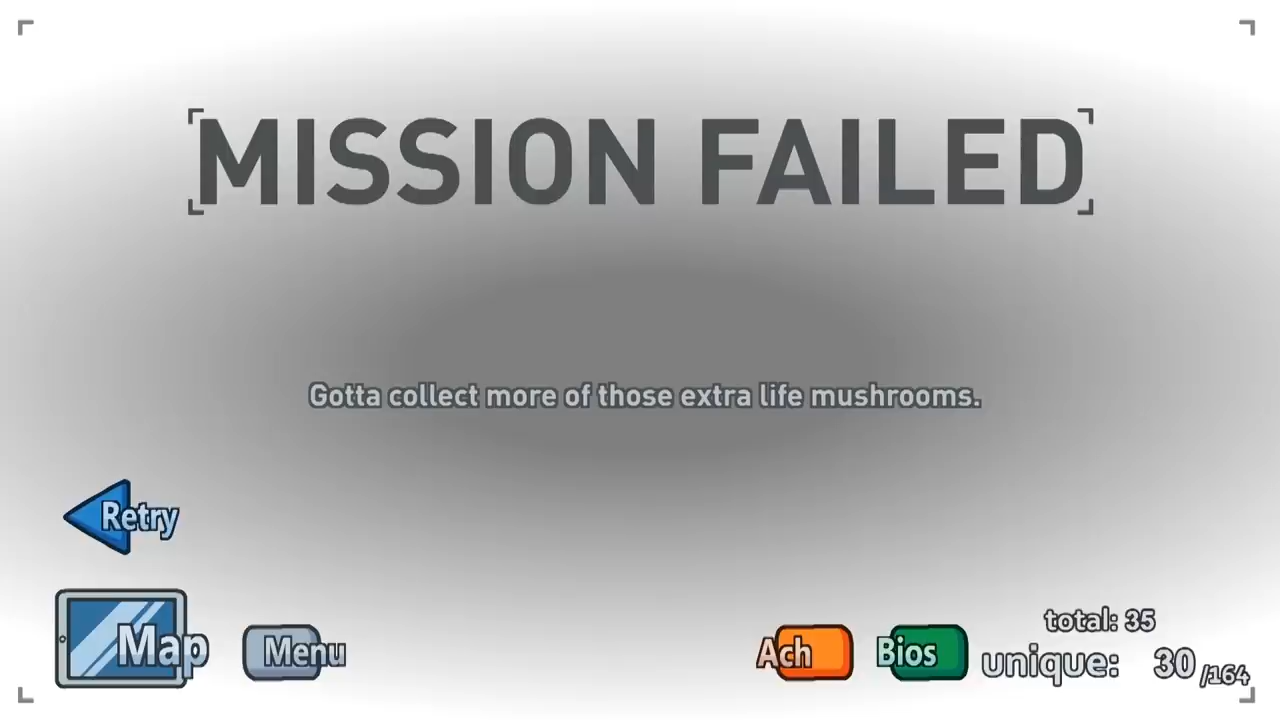 MISSION FAILED
Gotta collect more of those extra life mushrooms.
Retry
Map
Menu
Ach
Bios
total: 35
unique: 30 /164